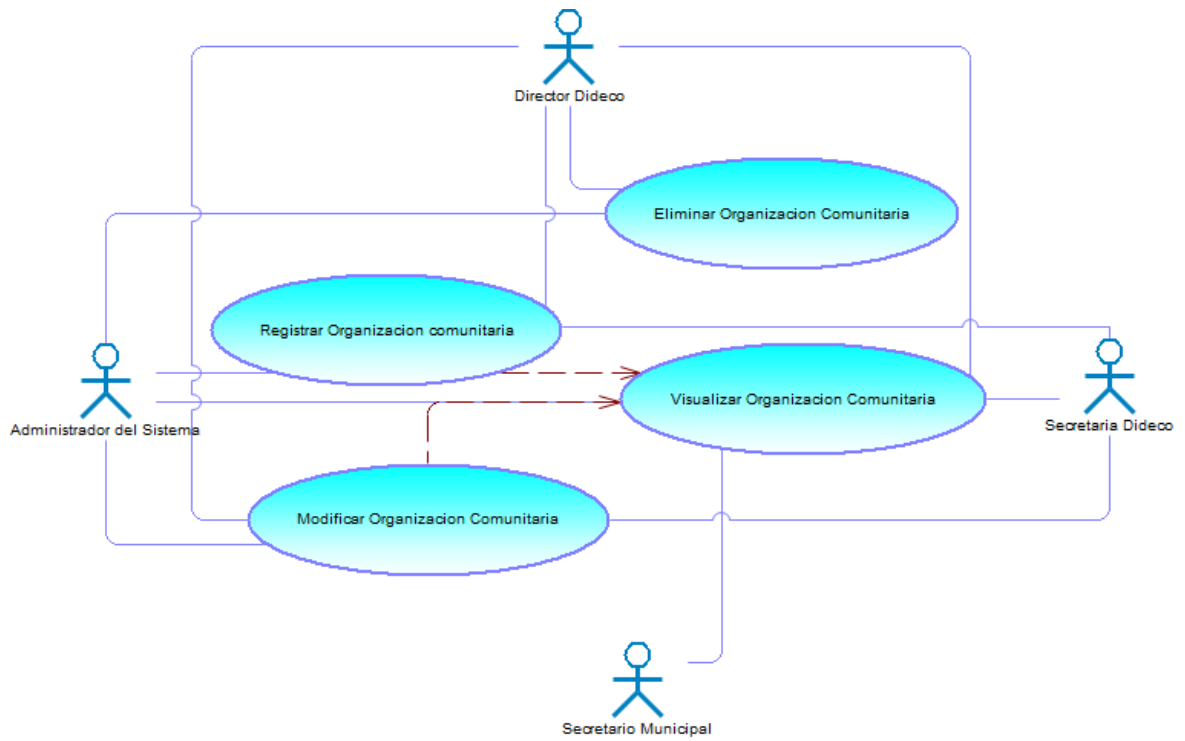 Director Dideco
Eliminar Organizacion Comunitaria
Registrar Organizacion comunitaria
Visualizar Organizacion Comunitaria
Administrador del Sistema
Secretaria Dideco
Modificar Organizacion Comunitaria
Secretario Municipal